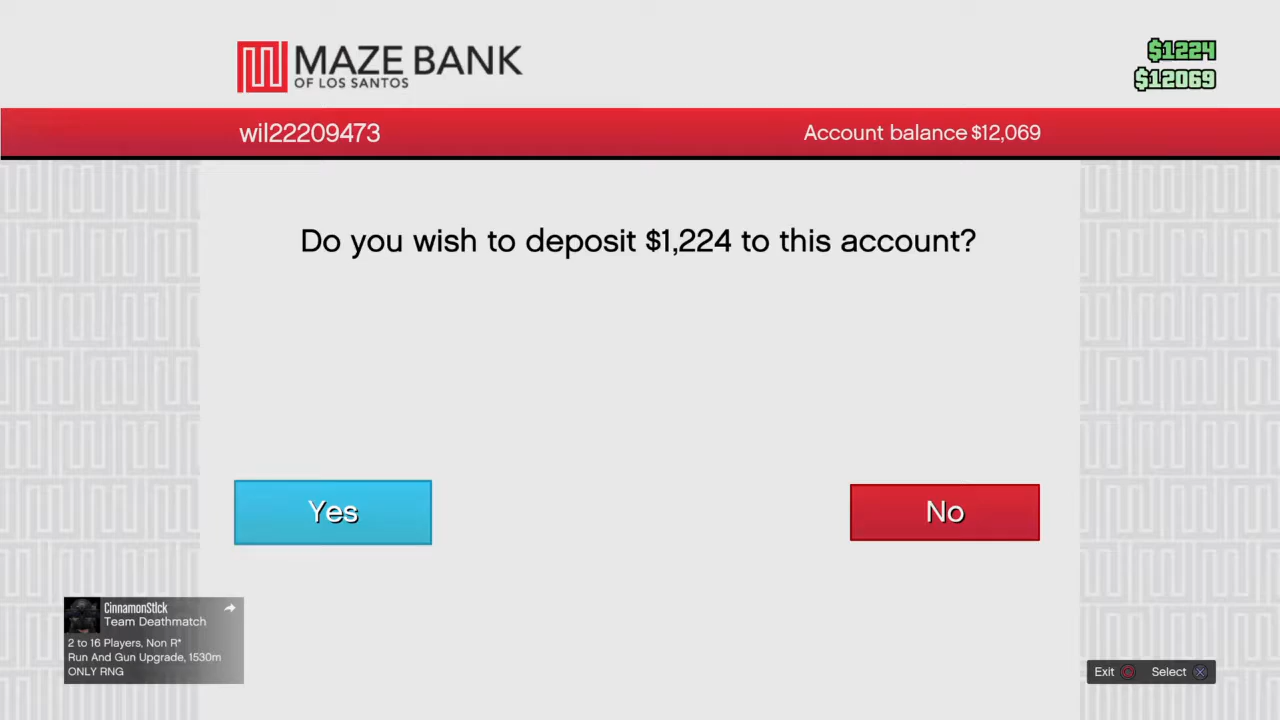 MAZE BANK
OF LOS SANTOS
$1224
$12069
wil22209473
Account balance $12,069
Do you wish to deposit $1,224 to this account?
Yes
No
CinnamonStIck
Team Deathmatch
2 to 16 Players, Non R*
Run And Gun Upgrade, 1530m
ONLY RNG
Exit
Select